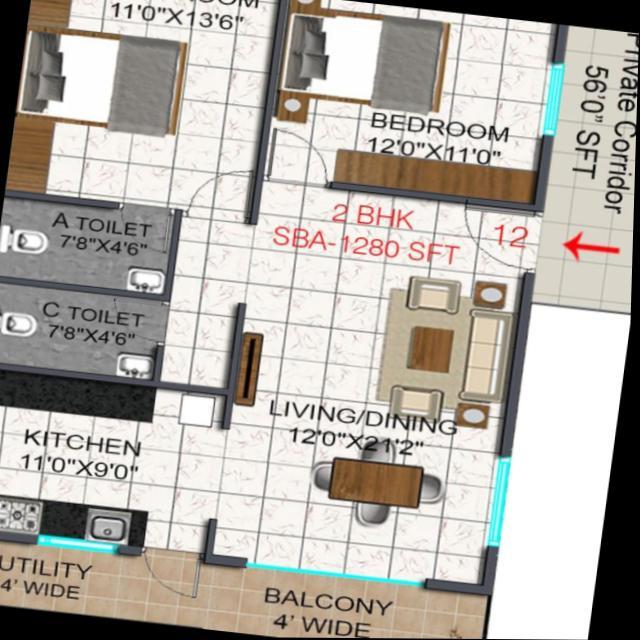 11'0"X13'6"
BEDROOM
12'0"X11'0"
Private Corridor
56'0" SFT
2 BHK
SBA-1280 SFT
12
A TOILET
7'8"X4'6"
C TOILET
7'8"X4'6"
LIVING/DINING
12'0"X21'2"
KITCHEN
11'0"X9'0"
UTILITY
4' WIDE
BALCONY
4' WIDE